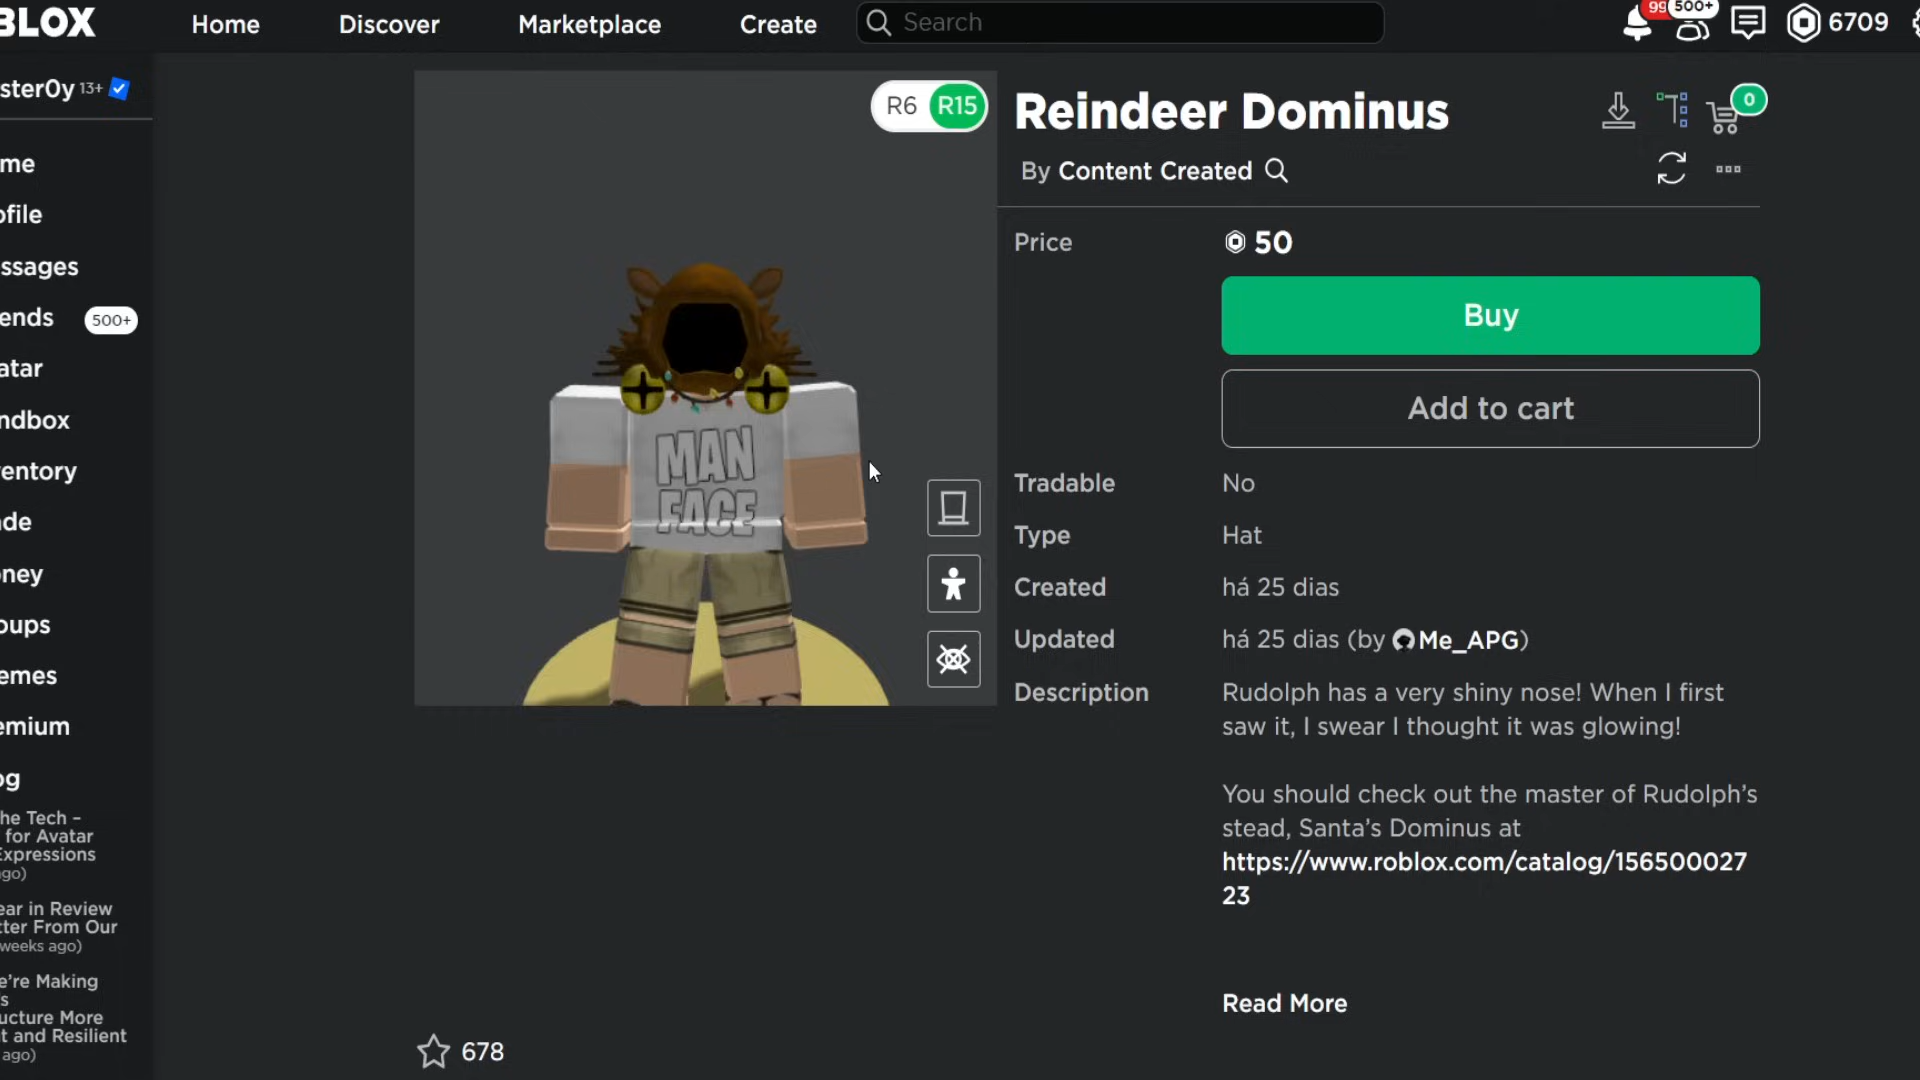 BLOX
Home
Discover
Marketplace
Create
Search
99
500+
6709
ster0y 13+
me
ofile
ssages
ends
500+
atar
ndbox
entory
de
ney
oups
emes
emium
og
he Tech –
for Avatar
Expressions
ago)
ear in Review
tter From Our
weeks ago)
e're Making
s
ucture More
t and Resilient
ago)
R6 R15
MAN
FACE
678
Reindeer Dominus
0
By Content Created
Price
50
Buy
Add to cart
Tradable No
Type Hat
Created há 25 dias
Updated há 25 dias (by Me_APG)
Description Rudolph has a very shiny nose! When I first
saw it, I swear I thought it was glowing!
You should check out the master of Rudolph's
stead, Santa's Dominus at
https://www.roblox.com/catalog/156500027
23
Read More